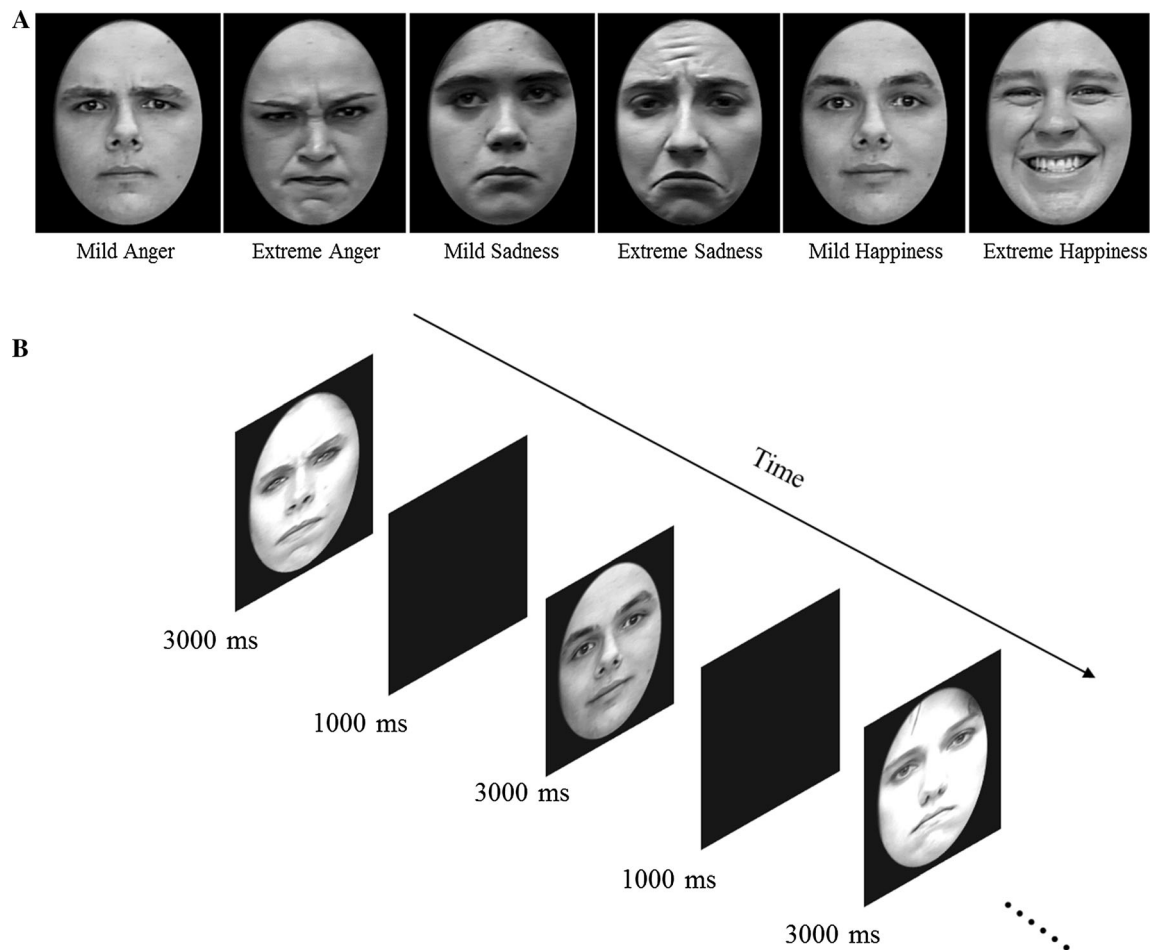 A
Mild Anger
Extreme Anger
Mild Sadness
Extreme Sadness
Mild Happiness
Extreme Happiness
B
Time
3000 ms
1000 ms
3000 ms
1000 ms
3000 ms